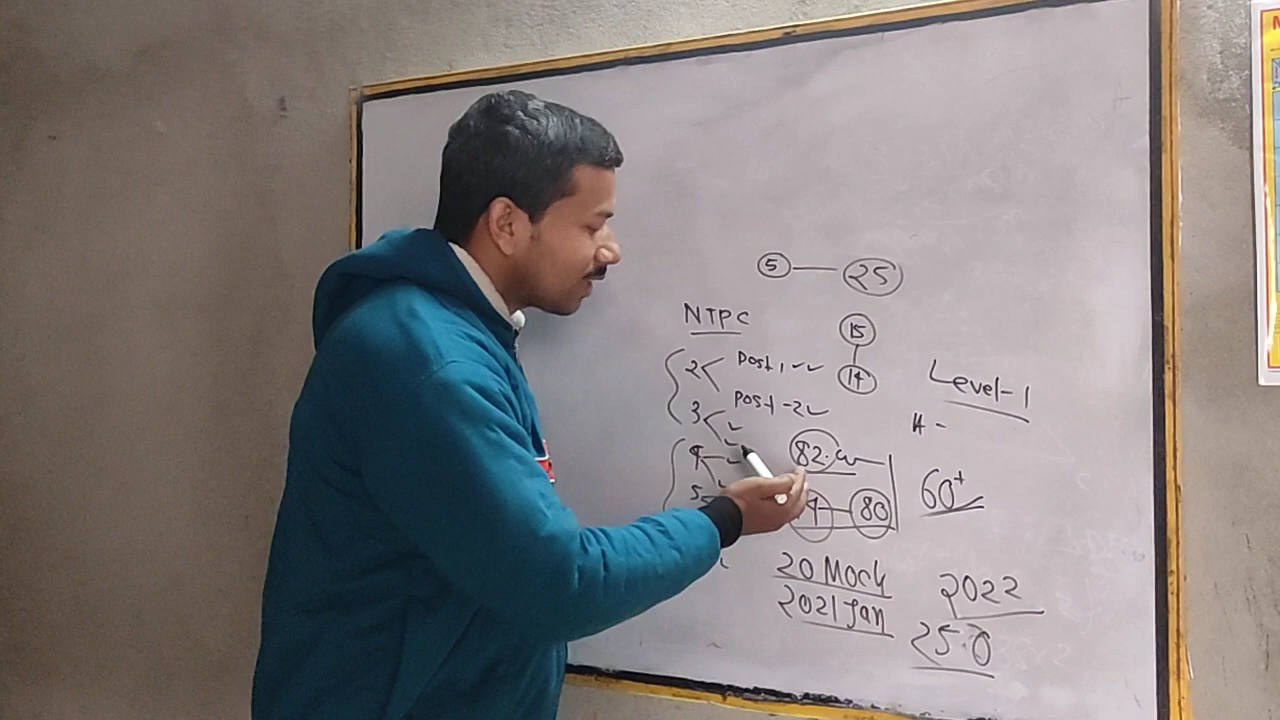 5 — 25
NTPC
15
14
2 Post 1 ✓✓
Post-2 ✓
3 ✓
Level-1
H -
4
82.
5
80
60+
20 Mock
2021 Jan
2022
25.0